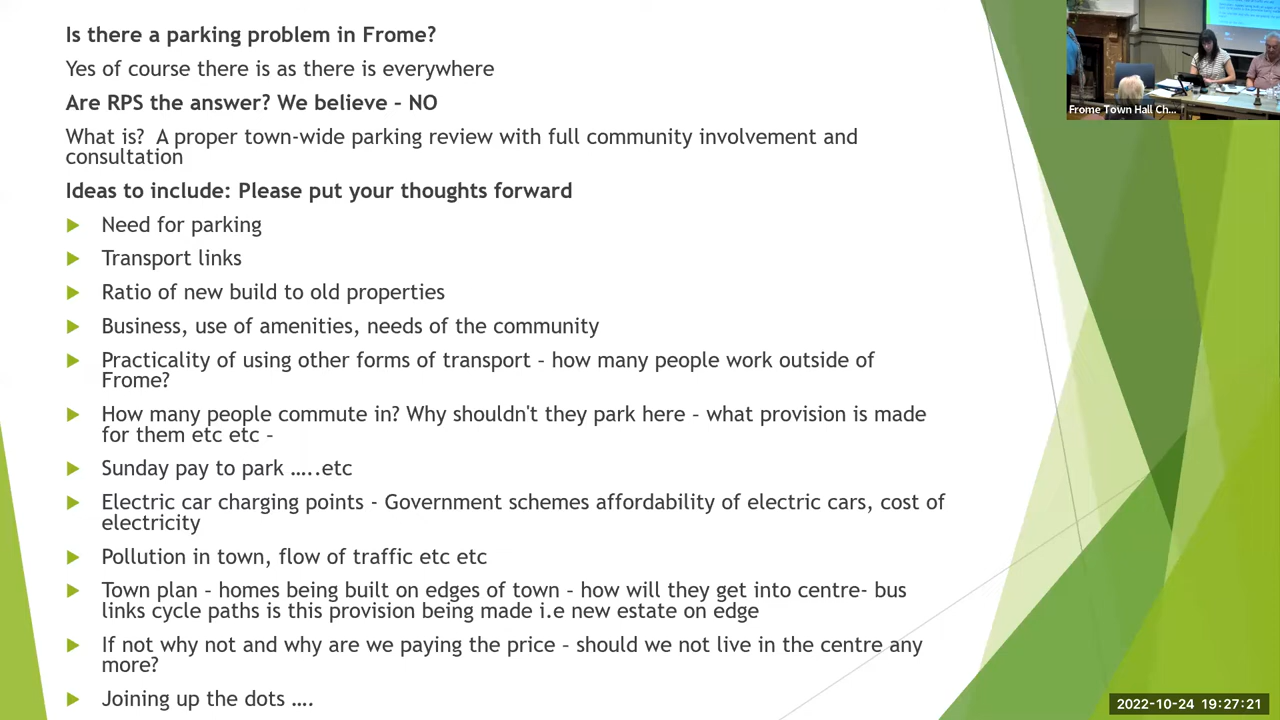 Is there a parking problem in Frome?
Yes of course there is as there is everywhere
Are RPS the answer? We believe – NO
What is?  A proper town-wide parking review with full community involvement and
consultation
Ideas to include: Please put your thoughts forward
Need for parking
Transport links
Ratio of new build to old properties
Business, use of amenities, needs of the community
Practicality of using other forms of transport – how many people work outside of
Frome?
How many people commute in? Why shouldn't they park here – what provision is made
for them etc etc –
Sunday pay to park …..etc
Electric car charging points - Government schemes affordability of electric cars, cost of
electricity
Pollution in town, flow of traffic etc etc
Town plan – homes being built on edges of town – how will they get into centre- bus
links cycle paths is this provision being made i.e new estate on edge
If not why not and why are we paying the price – should we not live in the centre any
more?
Joining up the dots ….
Frome Town Hall Ch...
2022-10-24 19:27:21